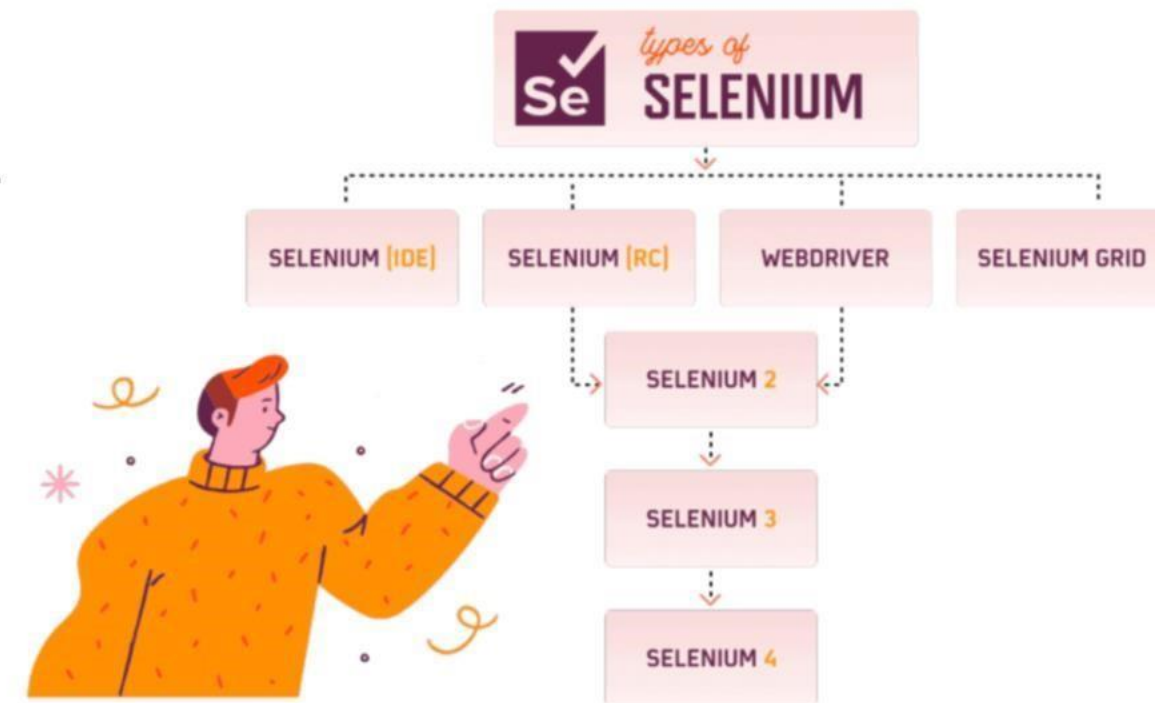 Se
types of
SELENIUM
SELENIUM [IDE]
SELENIUM [RC]
WEBDRIVER
SELENIUM GRID
SELENIUM 2
SELENIUM 3
SELENIUM 4